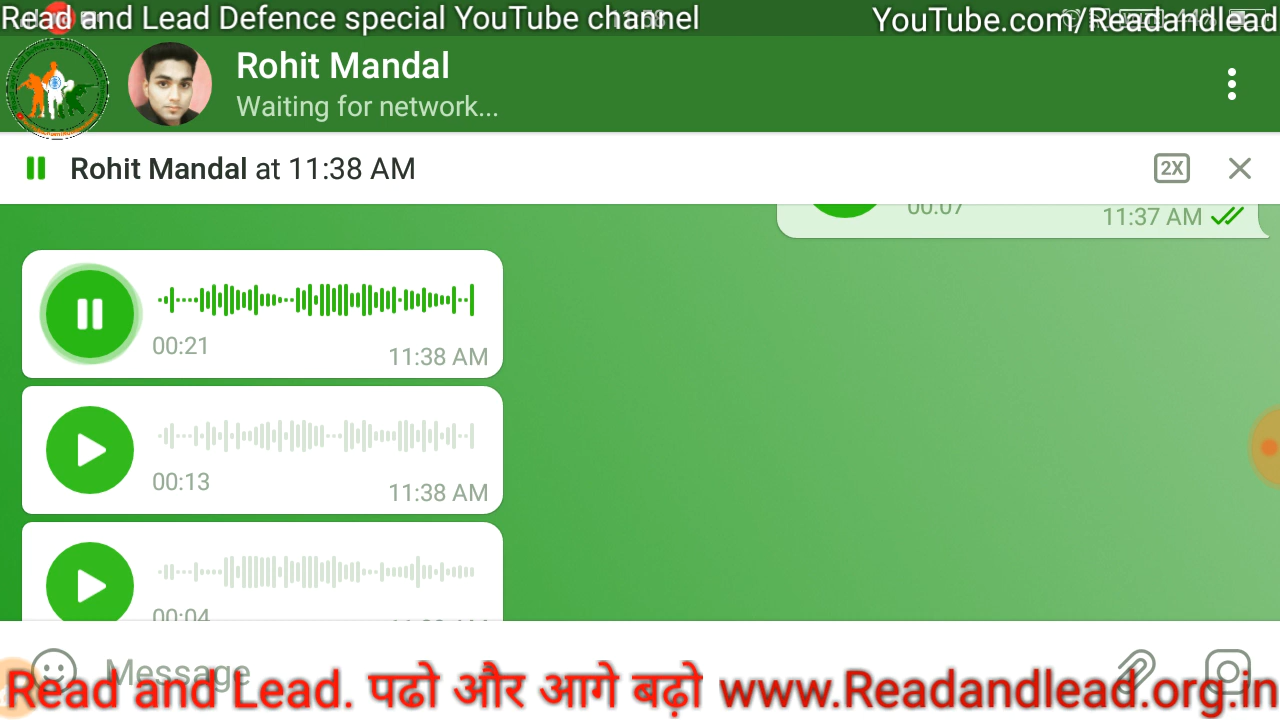 Read and Lead Defence special YouTube channel
YouTube.com/Readandlead
Rohit Mandal
Waiting for network...
Rohit Mandal at 11:38 AM
2X
00:07
11:37 AM
00:21
11:38 AM
00:13
11:38 AM
00:04
Message
Read and Lead. पढो और आगे बढ़ो www.Readandlead.org.in